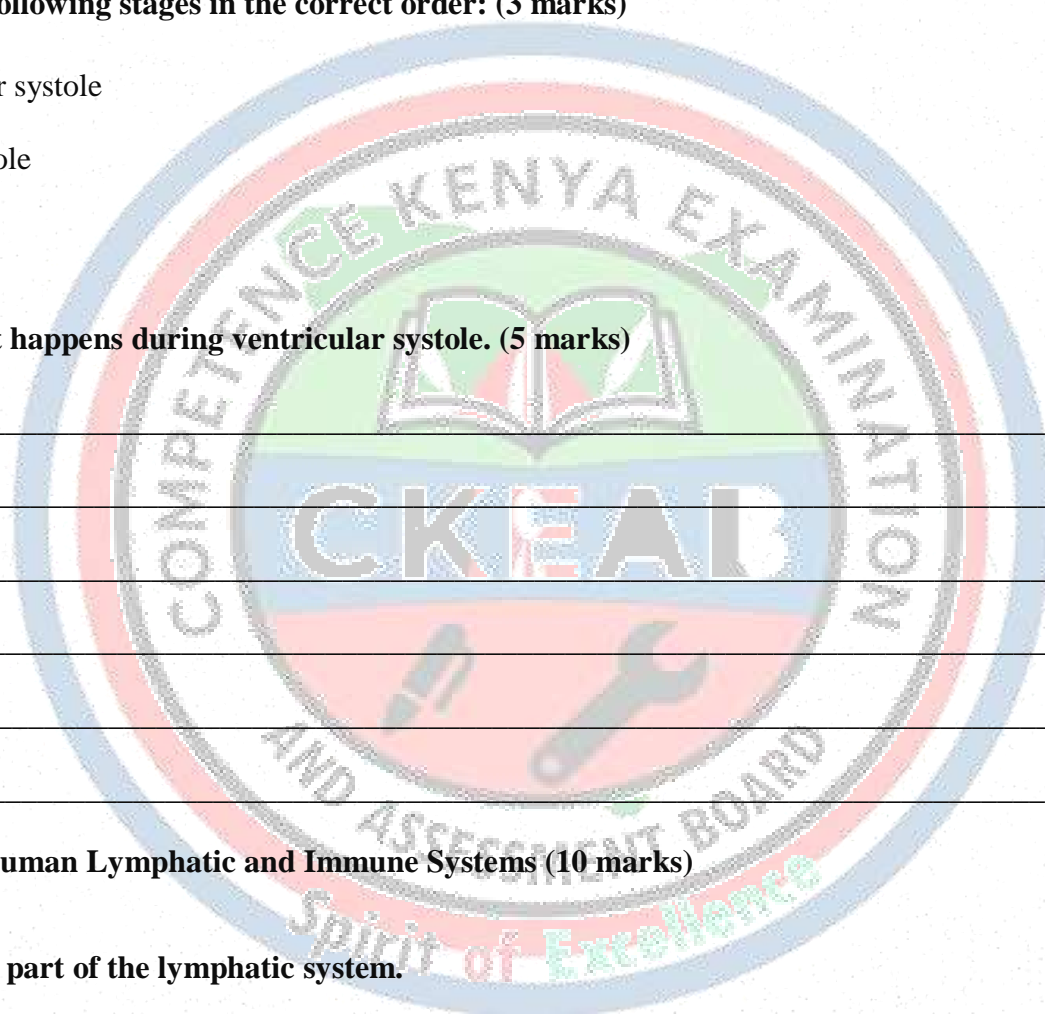 ollowing stages in the correct order: (3 marks)
r systole
ole
t happens during ventricular systole. (5 marks)
uman Lymphatic and Immune Systems (10 marks)
part of the lymphatic system.
COMPETENCE KENYA EXAMINATION
AND ASSESSMENT BOARD
CKEAB
Spirit of Excellence